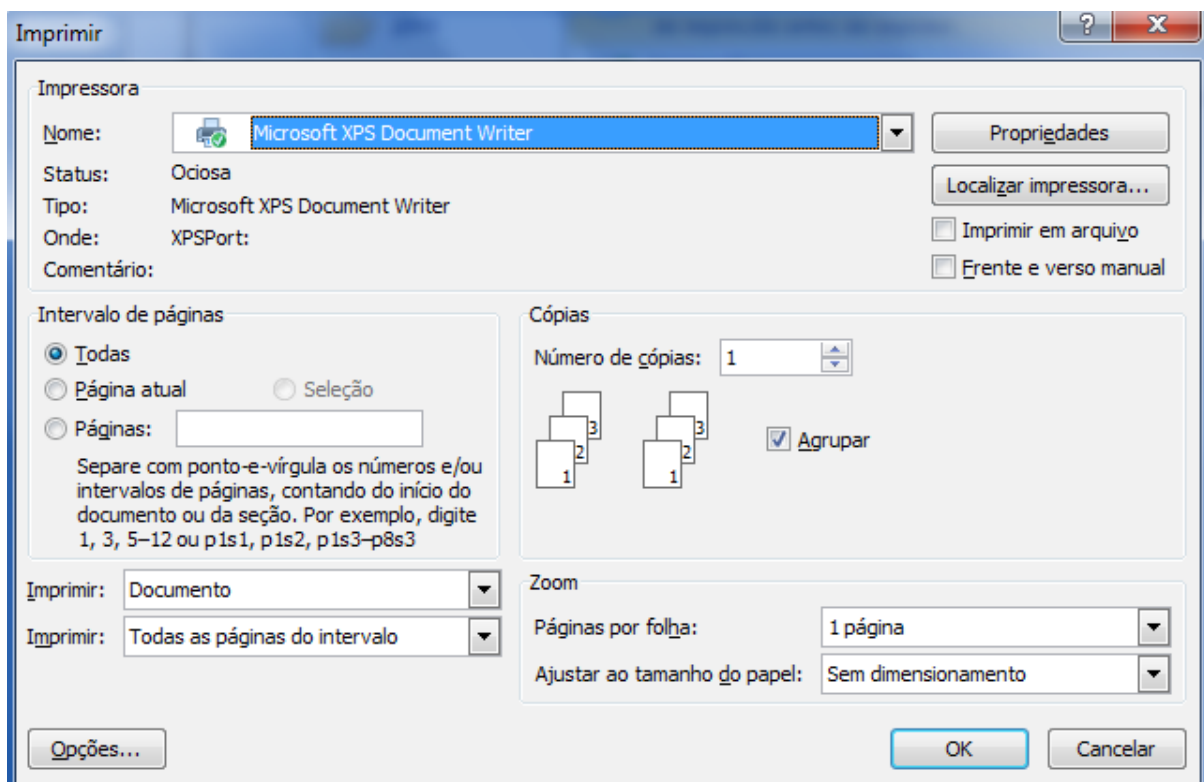 Imprimir
Impressora
Nome: Microsoft XPS Document Writer
Propriedades
Status: Ociosa
Localizar impressora...
Tipo: Microsoft XPS Document Writer
Onde: XPSPort:
Imprimir em arquivo
Comentário:
Frente e verso manual
Intervalo de páginas
Todas
Página atual
Seleção
Páginas:
Separe com ponto-e-vírgula os números e/ou
intervalos de páginas, contando do início do
documento ou da seção. Por exemplo, digite
1, 3, 5–12 ou p1s1, p1s2, p1s3–p8s3
Cópias
Número de cópias: 1
3
2
1
3
2
1
Agrupar
Imprimir: Documento
Imprimir: Todas as páginas do intervalo
Zoom
Páginas por folha: 1 página
Ajustar ao tamanho do papel: Sem dimensionamento
Opções...
OK
Cancelar